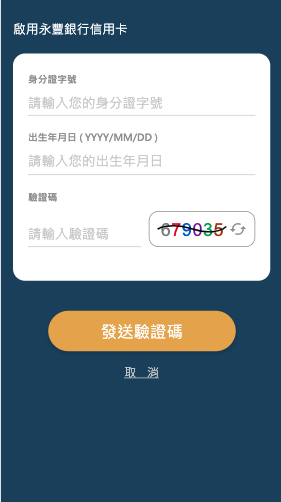 啟用永豐銀行信用卡
身分證字號
請輸入您的身分證字號
出生年月日 ( YYYY/MM/DD )
請輸入您的出生年月日
驗證碼
請輸入驗證碼
679035
發送驗證碼
取 消